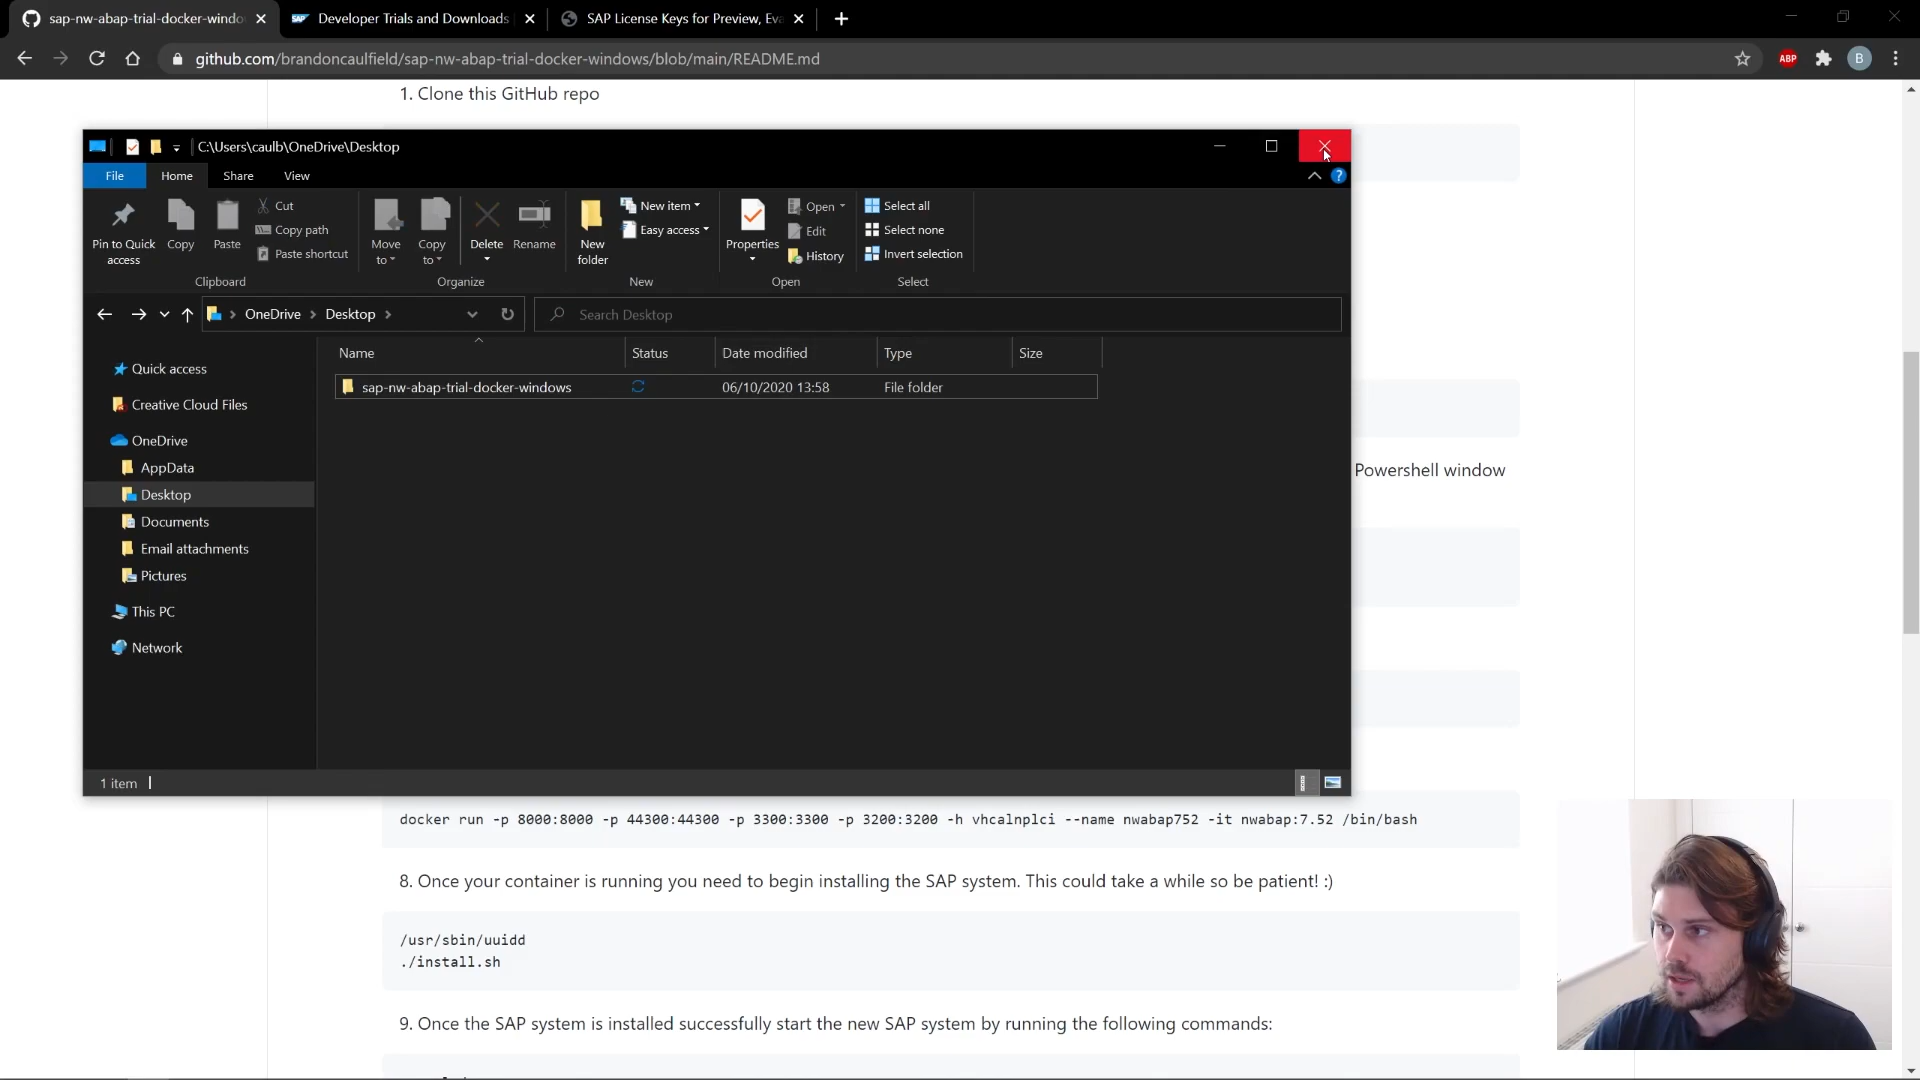 sap-nw-abap-trial-docker-windo
Developer Trials and Downloads
SAP License Keys for Preview, Eva
github.com/brandoncaulfield/sap-nw-abap-trial-docker-windows/blob/main/README.md
ABP
B
1. Clone this GitHub repo
C:\Users\caulb\OneDrive\Desktop
File
Home
Share
View
Pin to Quick access
Copy
Paste
Cut
Copy path
Paste shortcut
Clipboard
Move to
Copy to
Delete
Rename
Organize
New folder
New item
Easy access
New
Properties
Open
Edit
History
Open
Select all
Select none
Invert selection
Select
OneDrive
Desktop
Search Desktop
Name
Status
Date modified
Type
Size
sap-nw-abap-trial-docker-windows
06/10/2020 13:58
File folder
Quick access
Creative Cloud Files
OneDrive
AppData
Desktop
Documents
Email attachments
Pictures
This PC
Network
1 item
Powershell window
docker run -p 8000:8000 -p 44300:44300 -p 3300:3300 -p 3200:3200 -h vhcalnplci --name nwabap752 -it nwabap:7.52 /bin/bash
8. Once your container is running you need to begin installing the SAP system. This could take a while so be patient! :)
/usr/sbin/uuidd
./install.sh
9. Once the SAP system is installed successfully start the new SAP system by running the following commands: